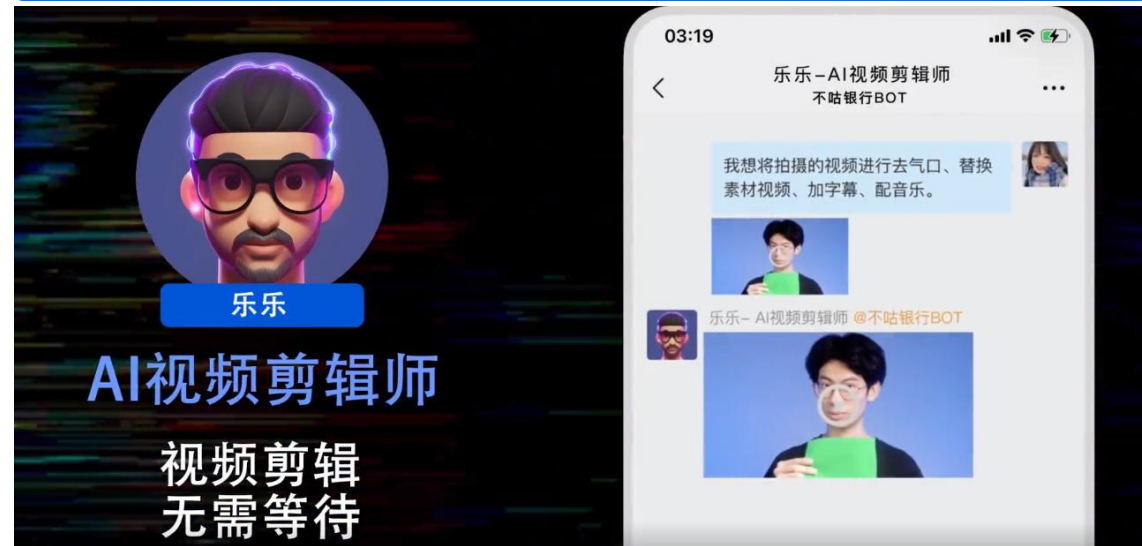 乐乐
AI视频剪辑师
视频剪辑
无需等待
03:19
乐乐-AI视频剪辑师
不咕银行BOT
我想将拍摄的视频进行去气口、替换
素材视频、加字幕、配音乐。
乐乐- AI视频剪辑师 @不咕银行BOT